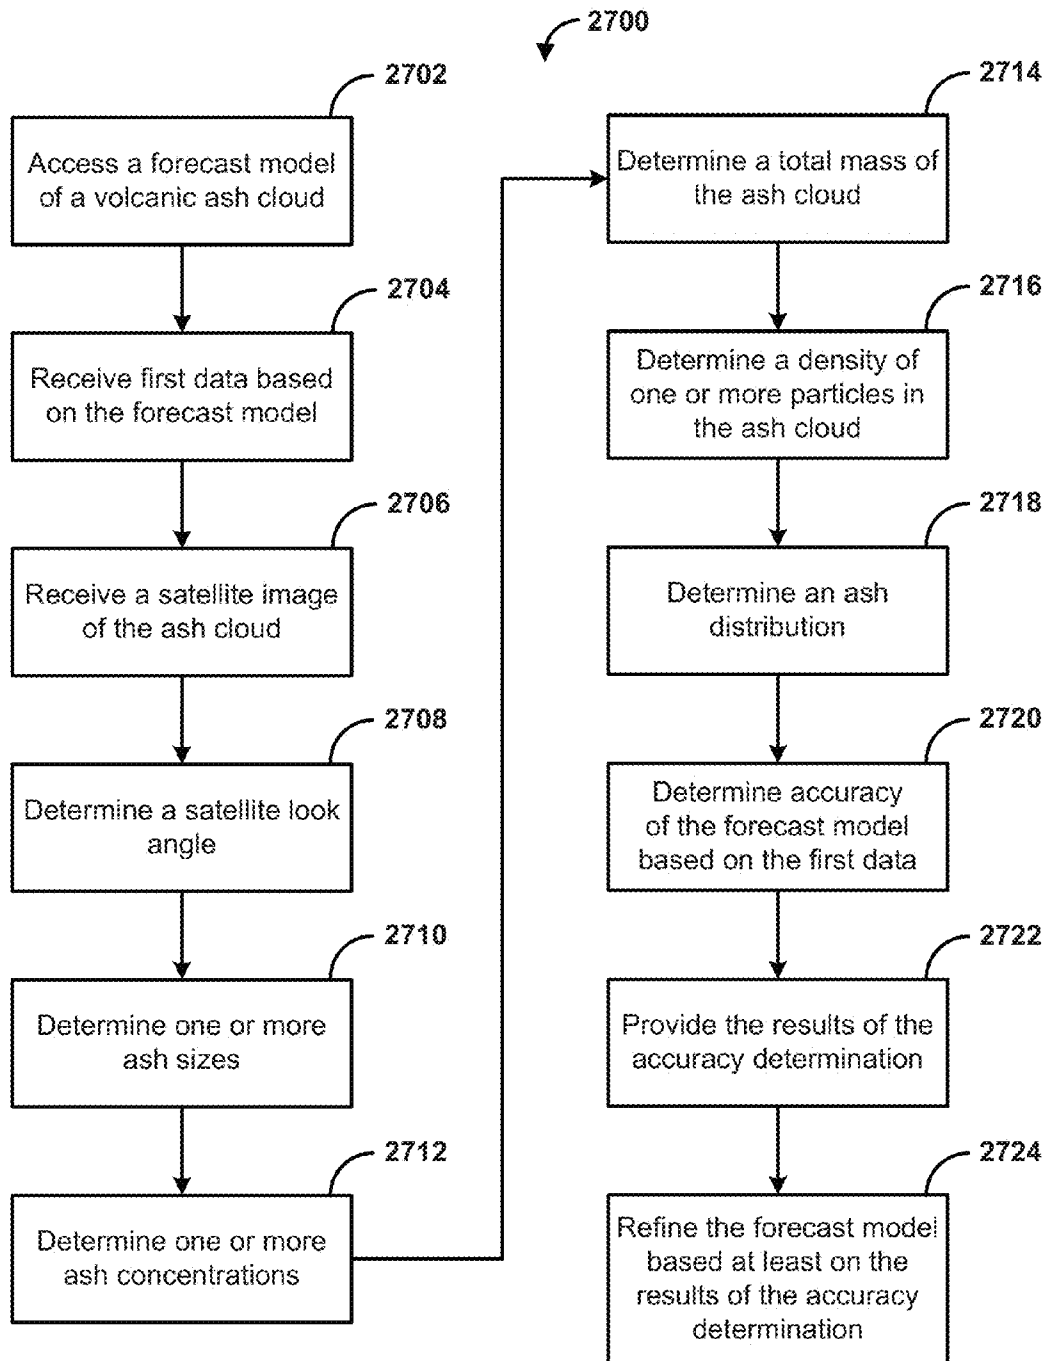 2700
2702
Access a forecast model
of a volcanic ash cloud
2704
Receive first data based
on the forecast model
2706
Receive a satellite image
of the ash cloud
2708
Determine a satellite look
angle
2710
Determine one or more
ash sizes
2712
Determine one or more
ash concentrations
2714
Determine a total mass of
the ash cloud
2716
Determine a density of
one or more particles in
the ash cloud
2718
Determine an ash
distribution
2720
Determine accuracy
of the forecast model
based on the first data
2722
Provide the results of the
accuracy determination
2724
Refine the forecast model
based at least on the
results of the accuracy
determination